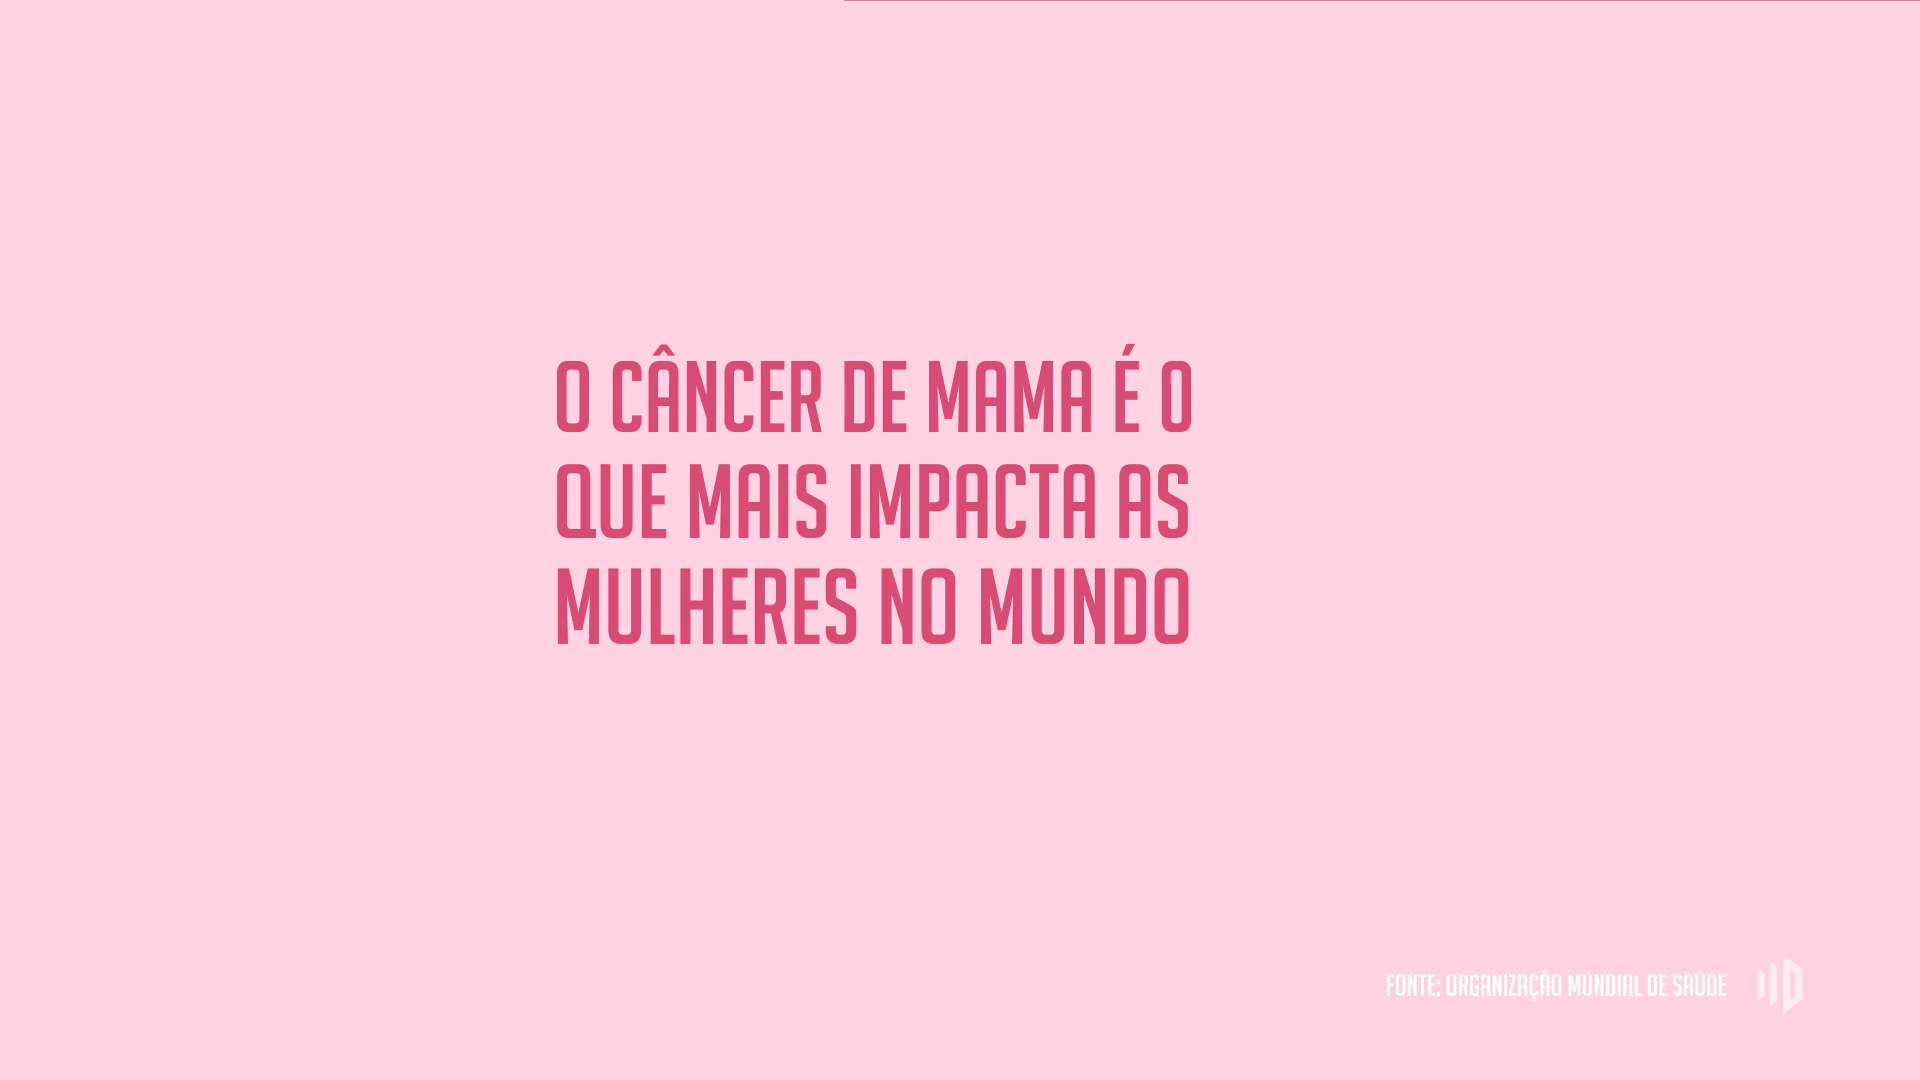 O CÂNCER DE MAMA É O
QUE MAIS IMPACTA AS
MULHERES NO MUNDO
FONTE: ORGANIZAÇÃO MUNDIAL DE SAÚDE